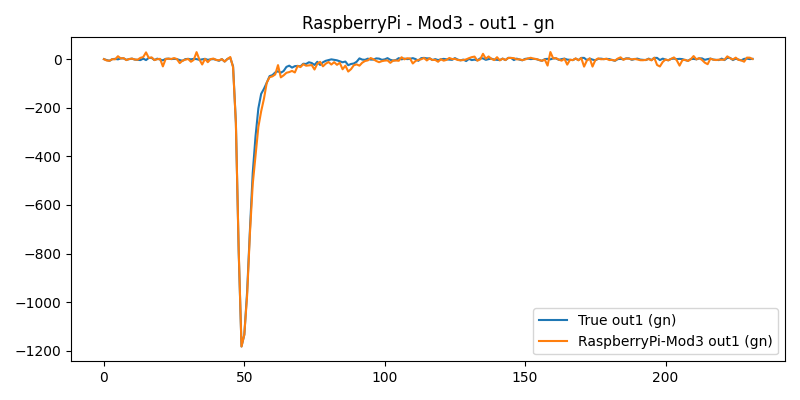 RaspberryPi - Mod3 - out1 - gn
0
−200
−400
−600
−800
−1000
−1200
0 50 100 150 200
True out1 (gn)
RaspberryPi-Mod3 out1 (gn)